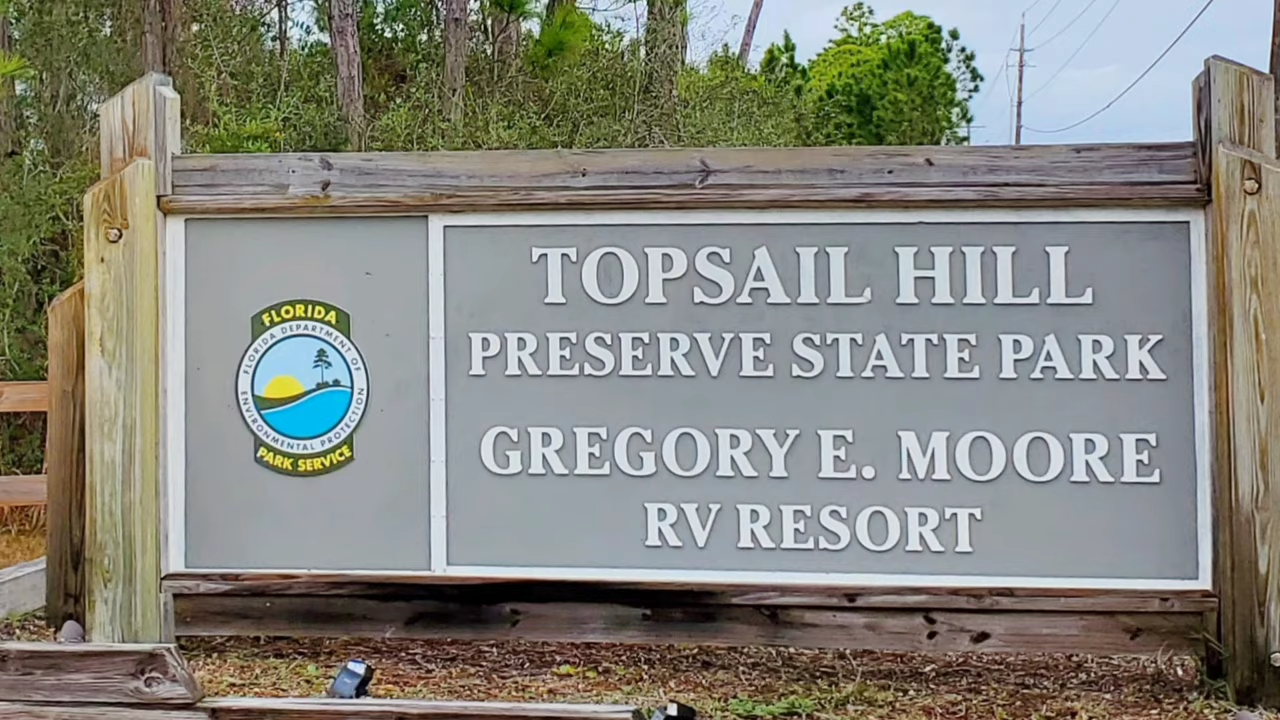 FLORIDA
FLORIDA DEPARTMENT OF
ENVIRONMENTAL PROTECTION
PARK SERVICE
TOPSAIL HILL
PRESERVE STATE PARK
GREGORY E. MOORE
RV RESORT